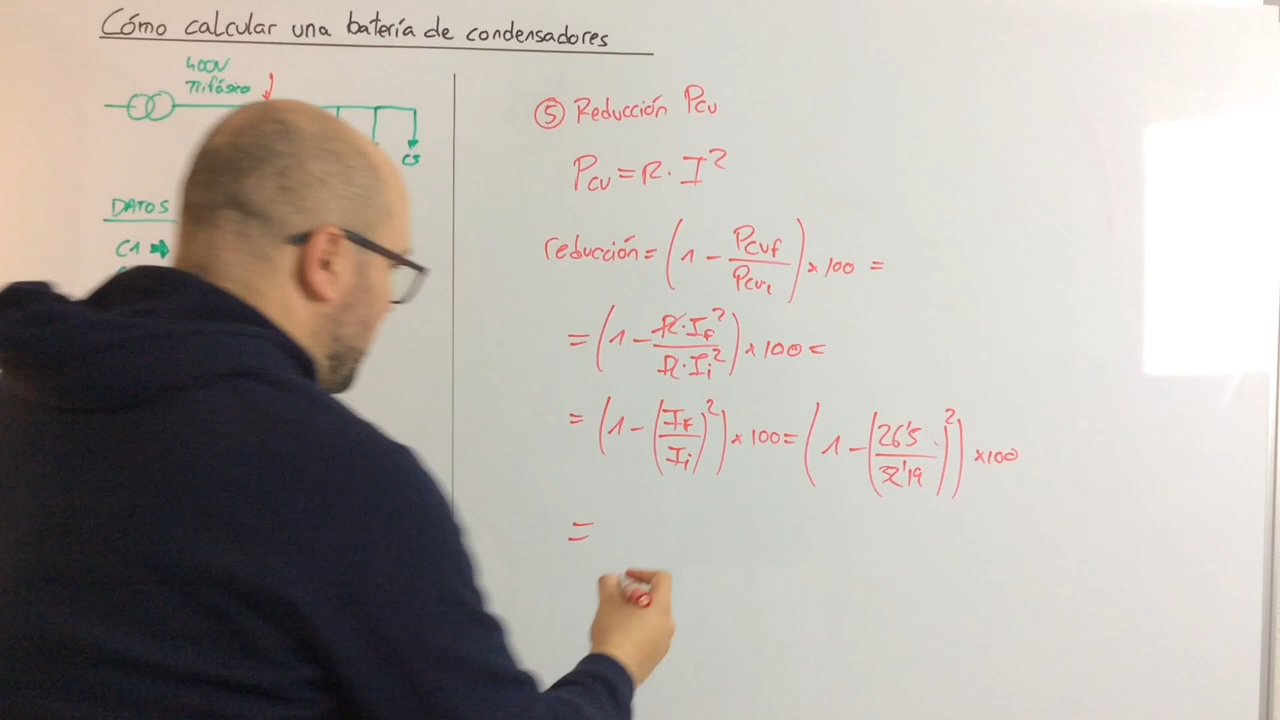 Cómo calcular una batería de condensadores
400V
Trifásico
C5
DATOS
C1 ➡
⑤ Reducción Pcu
Pcu = R · I²
reducción = (1 - Pcuf / Pcui) × 100 =
= (1 - R · If² / R · Ii²) × 100 =
= (1 - (If / Ii)²) × 100 = (1 - (26'5 / 32'19)²) × 100
=